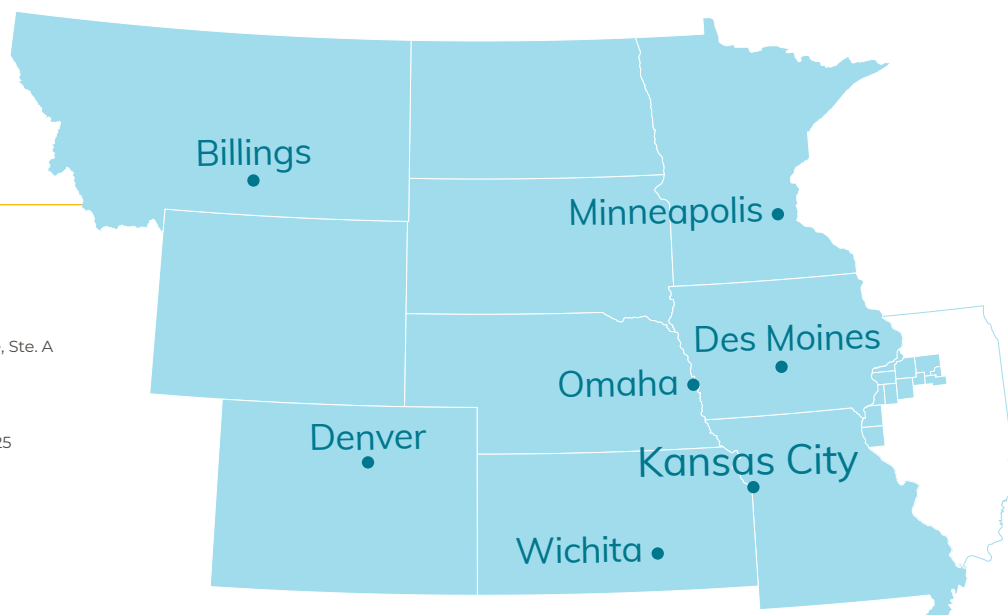 Billings
Minneapolis
, Ste. A
Des Moines
Omaha
25
Denver
Kansas City
Wichita